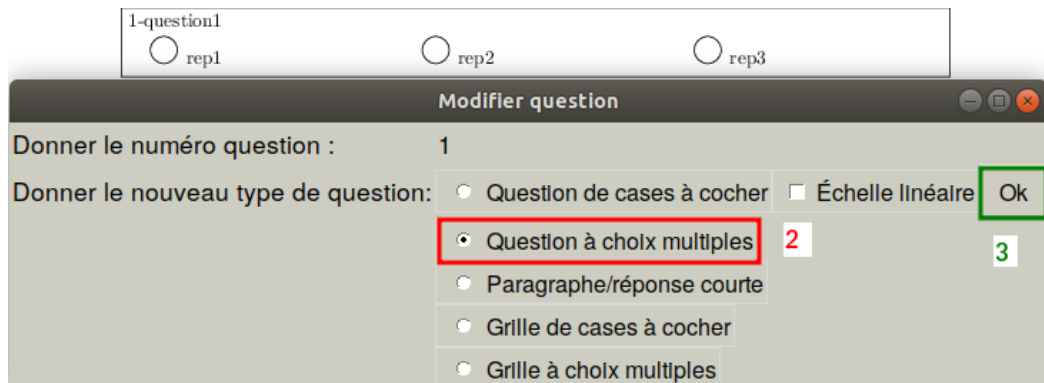 1-question1
rep1 rep2 rep3
Modifier question
Donner le numéro question : 1
Donner le nouveau type de question: Question de cases à cocher Échelle linéaire Ok
Question à choix multiples 2 3
Paragraphe/réponse courte
Grille de cases à cocher
Grille à choix multiples